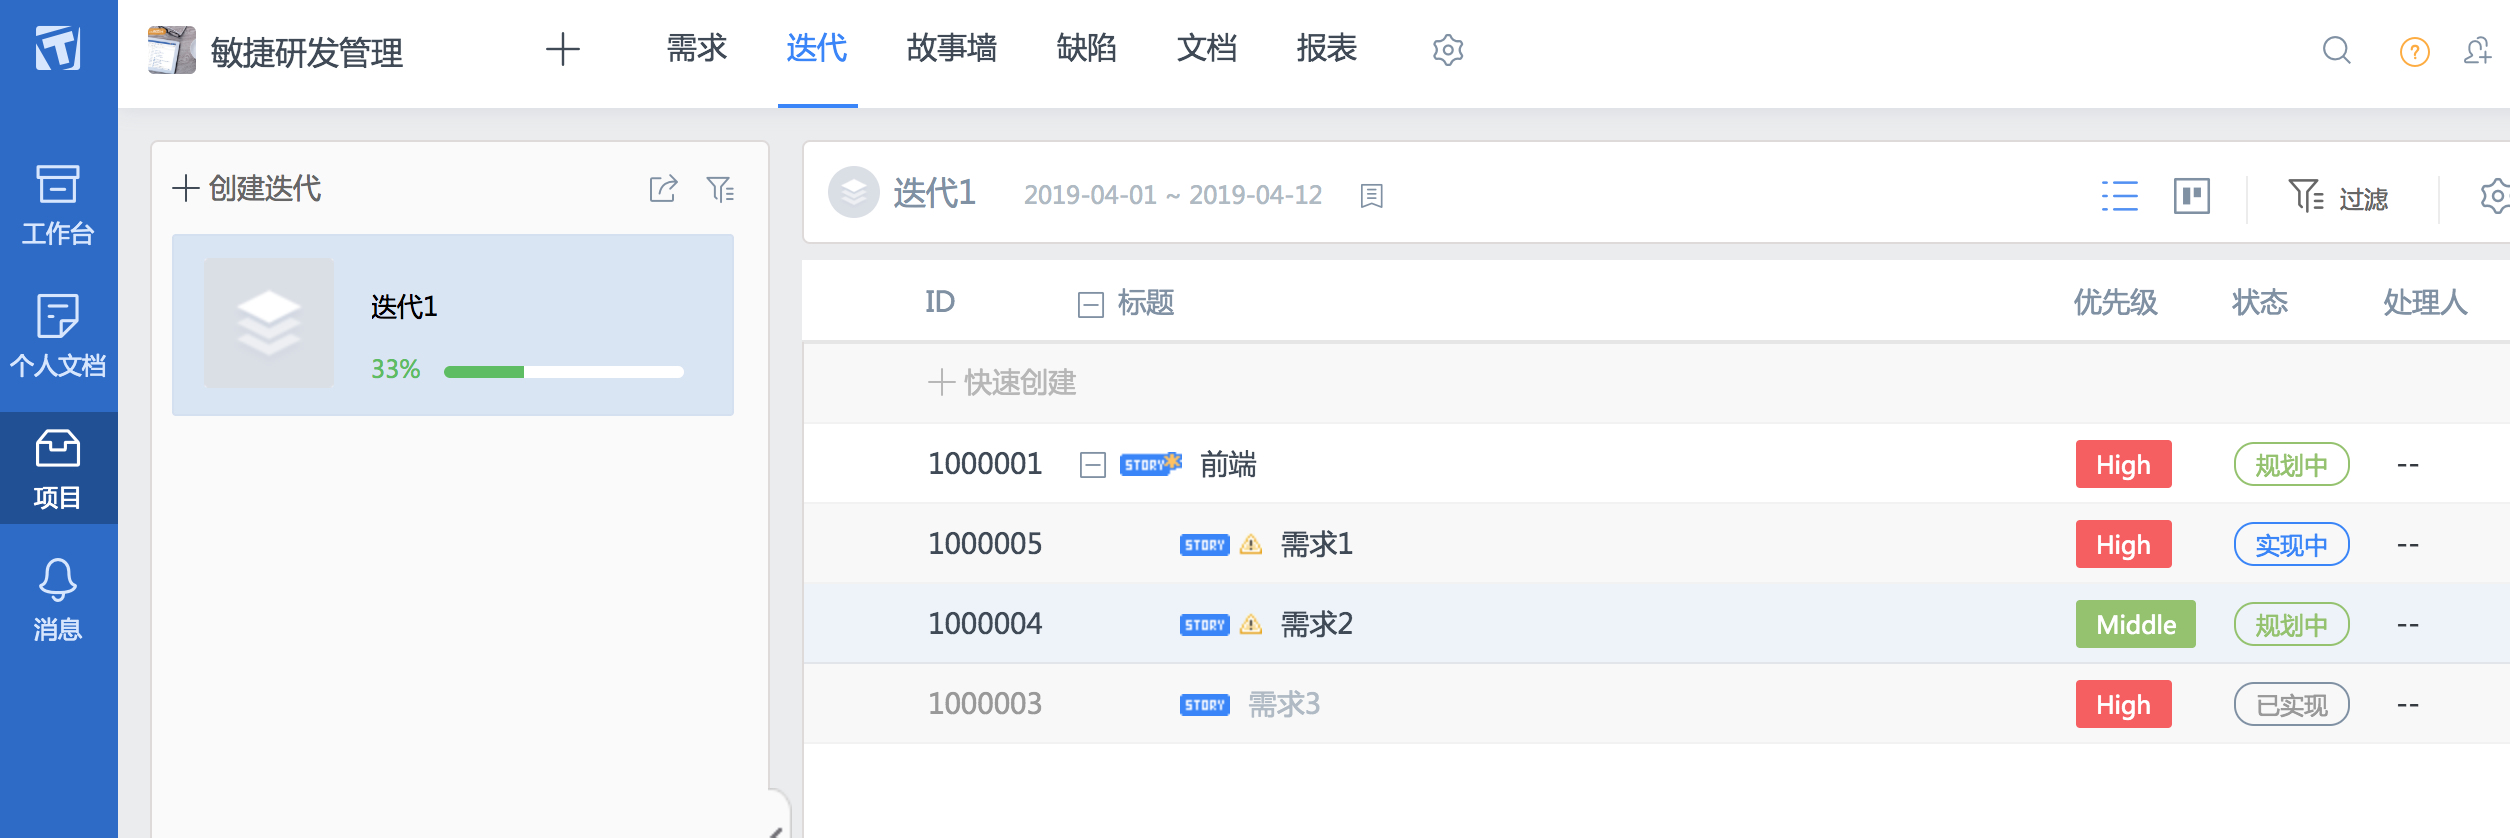 敏捷研发管理 需求 迭代 故事墙 缺陷 文档 报表
工作台
个人文档
项目
消息
创建迭代
迭代1
33%
迭代1 2019-04-01 ~ 2019-04-12 过滤
ID 标题 优先级 状态 处理人
快速创建
1000001 STORY 前端 High 规划中 --
1000005 STORY 需求1 High 实现中 --
1000004 STORY 需求2 Middle 规划中 --
1000003 STORY 需求3 High 已实现 --